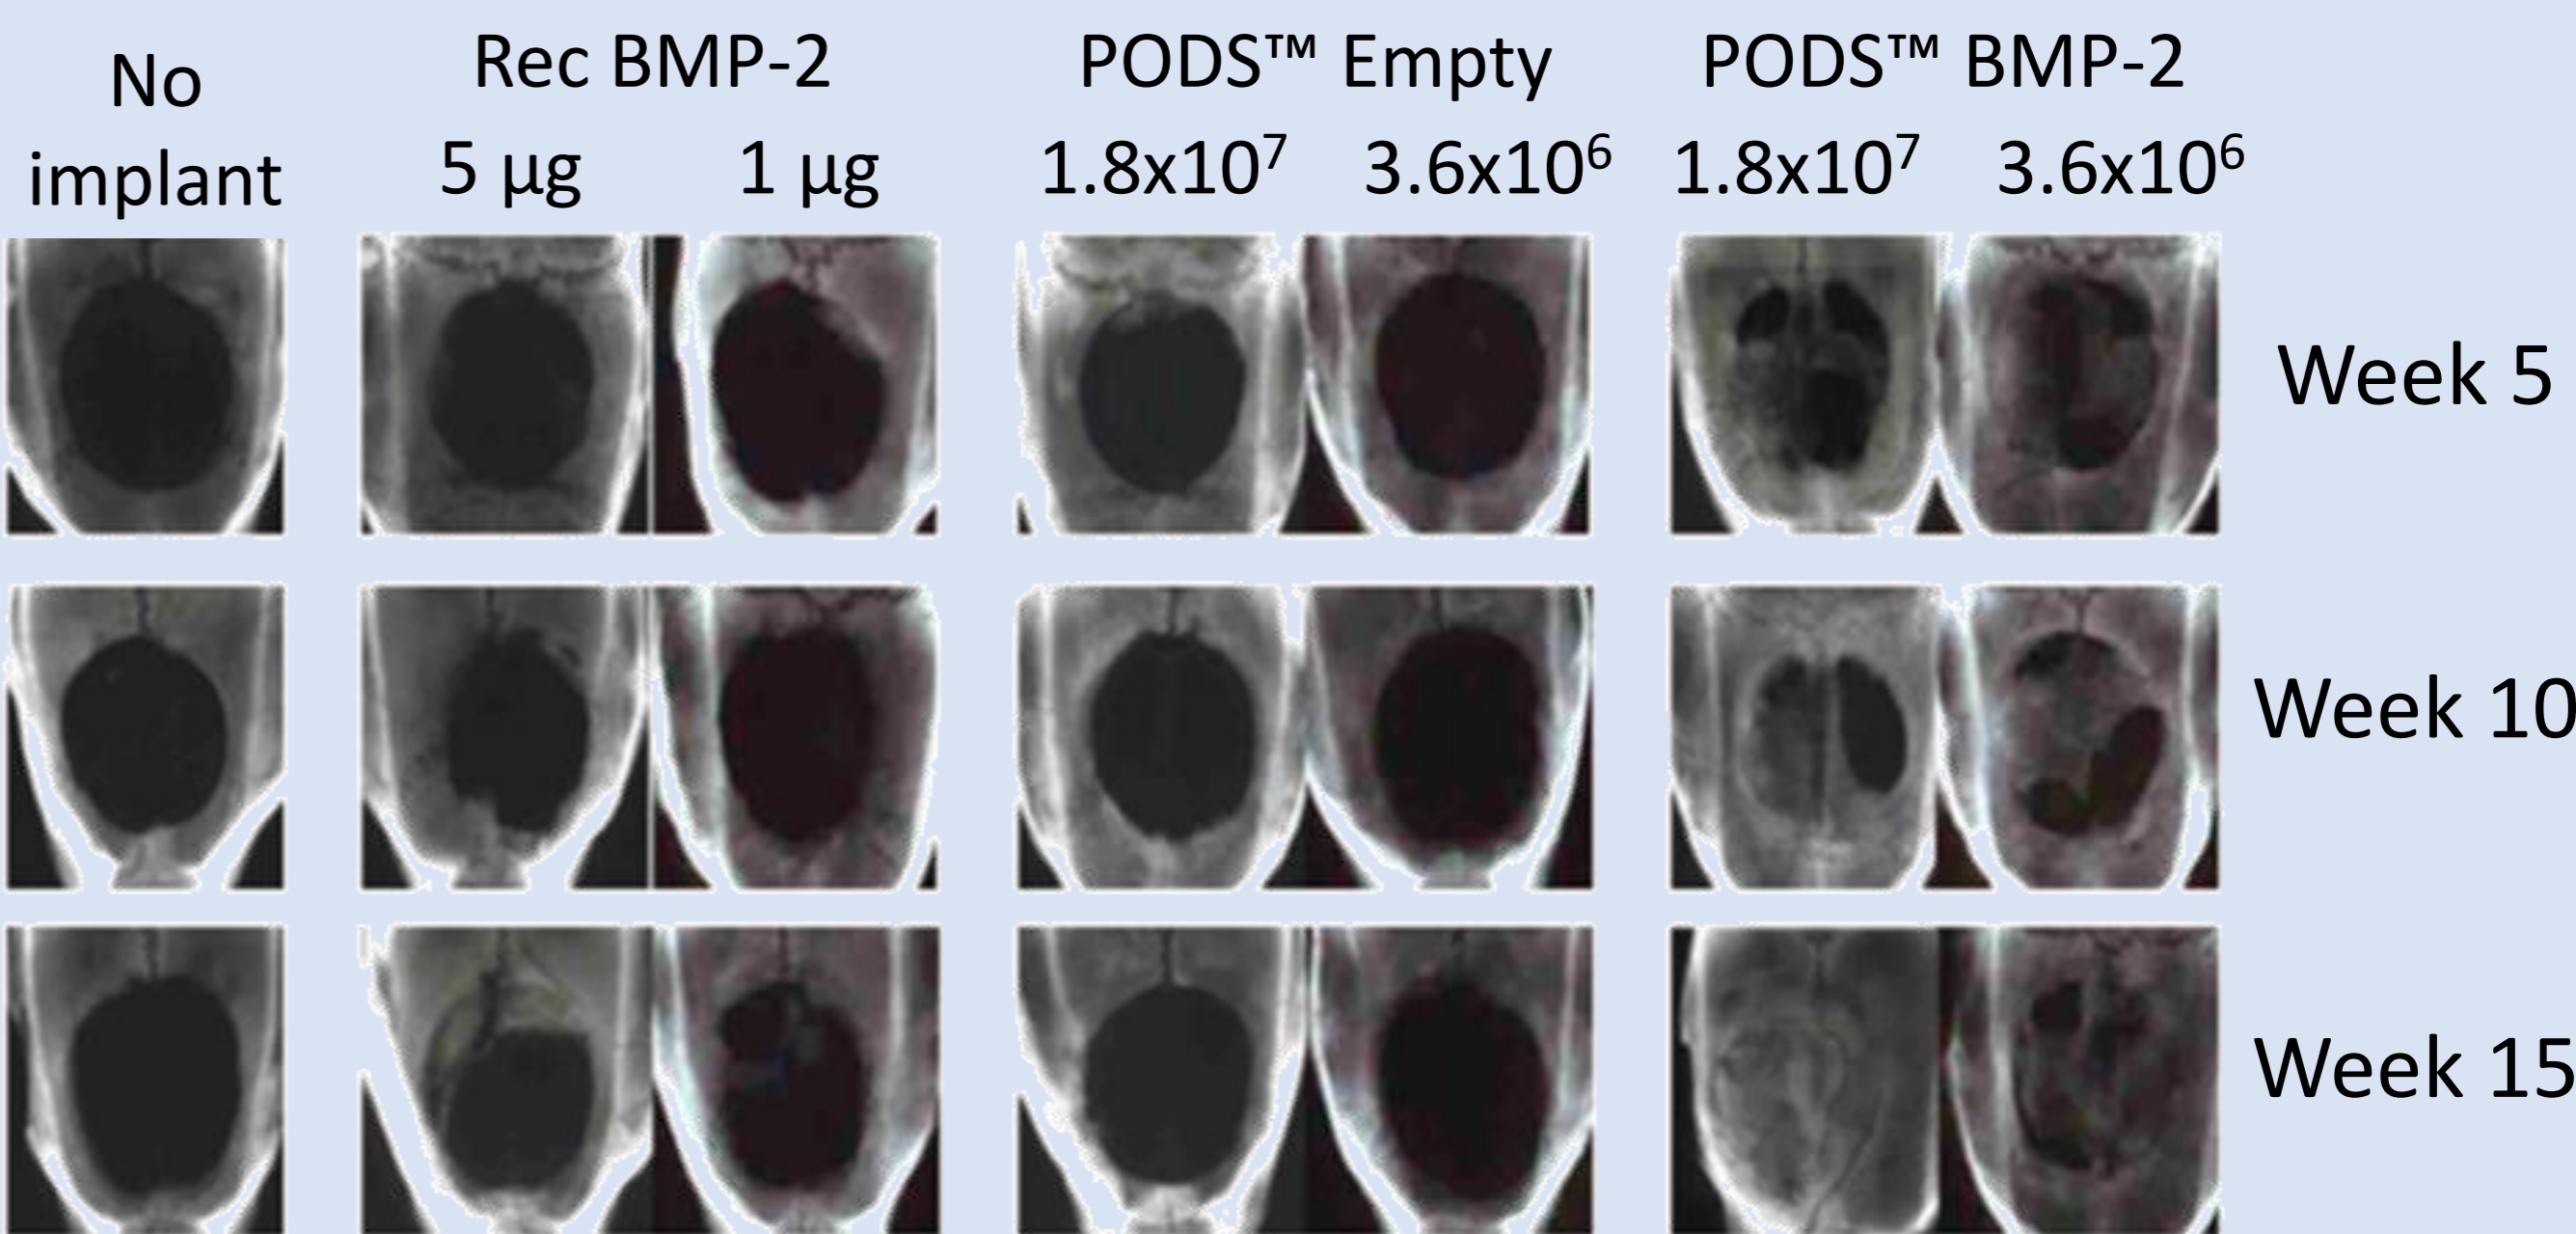 No
implant
Rec BMP-2
5 µg 1 µg
PODS™ Empty
1.8x10⁷ 3.6x10⁶
PODS™ BMP-2
1.8x10⁷ 3.6x10⁶
Week 5
Week 10
Week 15